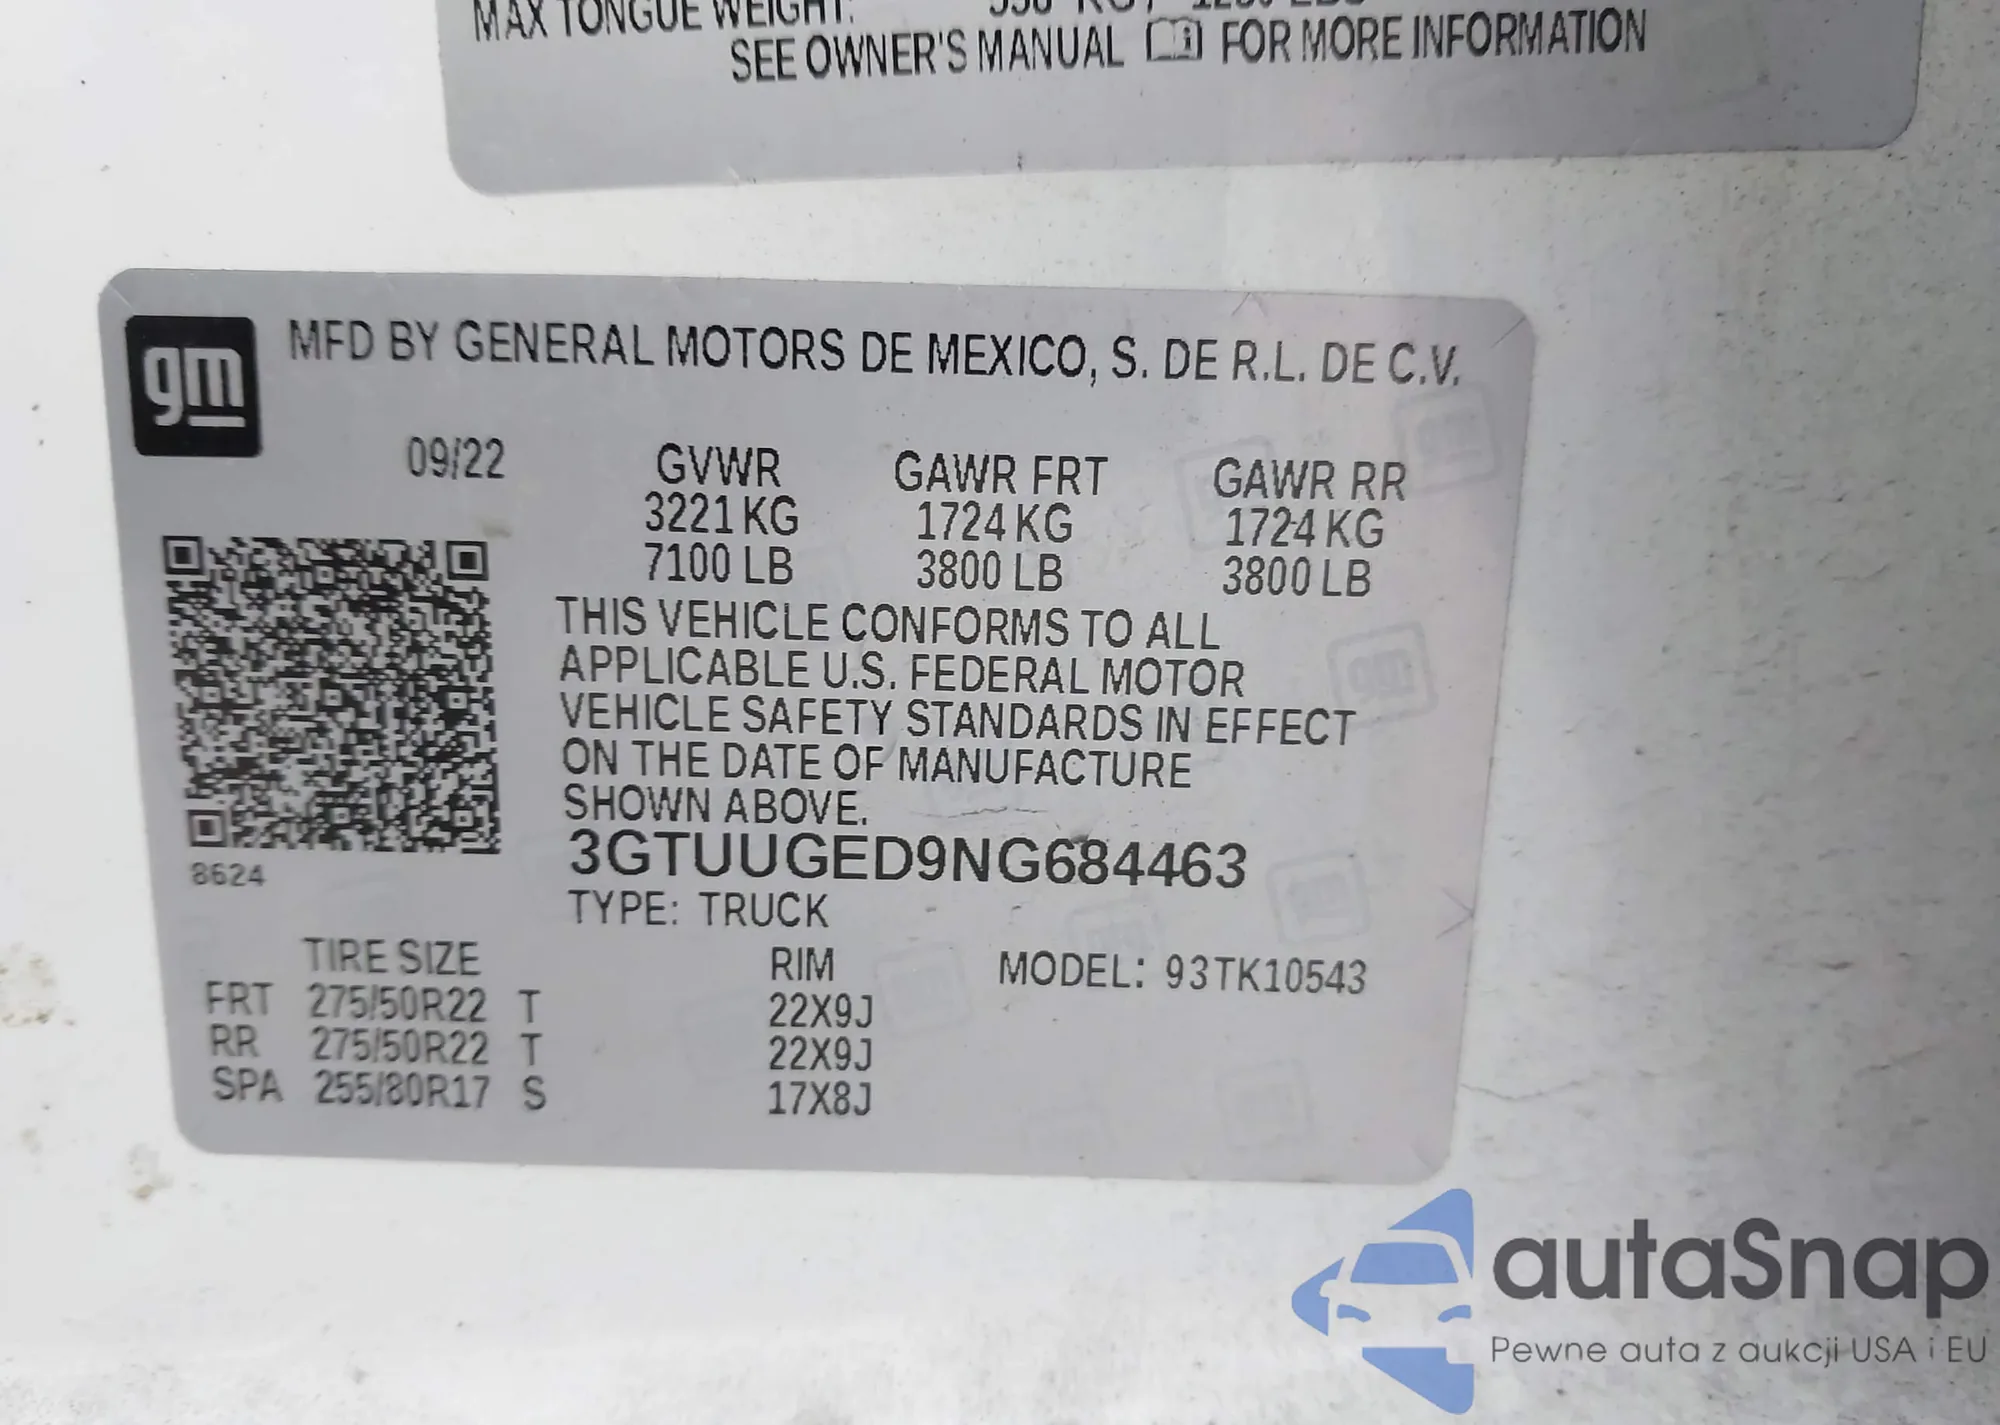 MAX TONGUE WEIGHT:
SEE OWNER'S MANUAL FOR MORE INFORMATION
gm
MFD BY GENERAL MOTORS DE MEXICO, S. DE R.L. DE C.V.
09/22 GVWR GAWR FRT GAWR RR
3221 KG 1724 KG 1724 KG
7100 LB 3800 LB 3800 LB
THIS VEHICLE CONFORMS TO ALL
APPLICABLE U.S. FEDERAL MOTOR
VEHICLE SAFETY STANDARDS IN EFFECT
ON THE DATE OF MANUFACTURE
SHOWN ABOVE.
3GTUUGED9NG684463
8624
TYPE: TRUCK
TIRE SIZE RIM MODEL: 93TK10543
FRT 275/50R22 T 22X9J
RR 275/50R22 T 22X9J
SPA 255/80R17 S 17X8J
autaSnap
Pewne auta z aukcji USA i EU